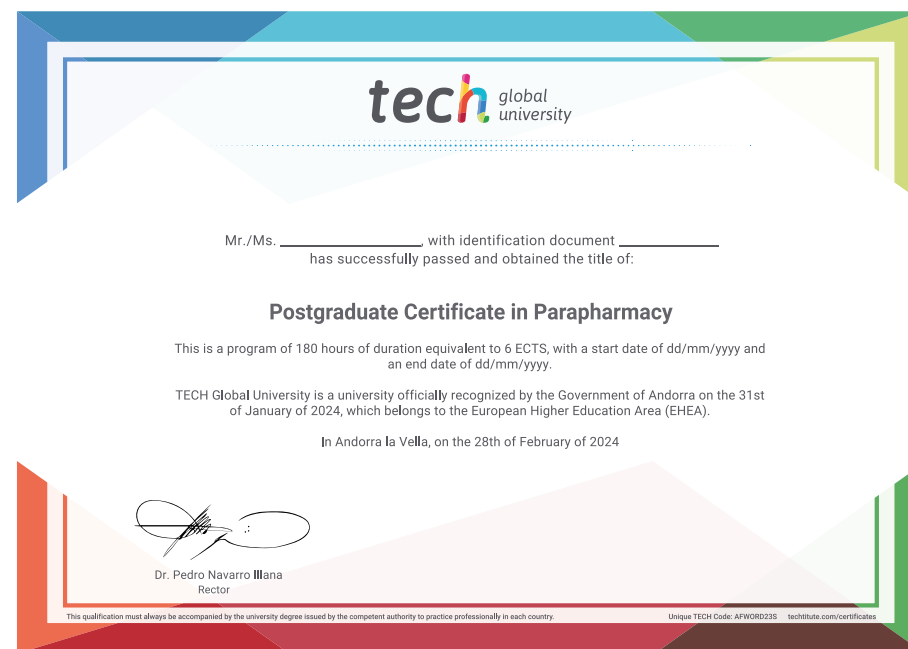 tech global university
Mr./Ms. ____________, with identification document ____________
has successfully passed and obtained the title of:
Postgraduate Certificate in Parapharmacy
This is a program of 180 hours of duration equivalent to 6 ECTS, with a start date of dd/mm/yyyy and
an end date of dd/mm/yyyy.
TECH Global University is a university officially recognized by the Government of Andorra on the 31st
of January of 2024, which belongs to the European Higher Education Area (EHEA).
In Andorra la Vella, on the 28th of February of 2024
Dr. Pedro Navarro Illana
Rector
This qualification must always be accompanied by the university degree issued by the competent authority to practice professionally in each country.
Unique TECH Code: AFWORD23S techtitute.com/certificates